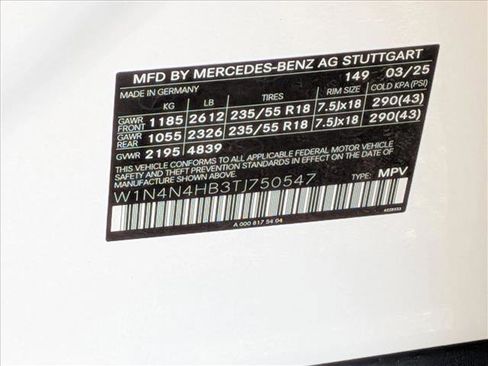 MFD BY MERCEDES-BENZ AG STUTTGART
149 03/25
MADE IN GERMANY
KG LB TIRES RIM SIZE COLD KPA (PSI)
GAWR FRONT 1185 2612 235/55 R18 7.5Jx18 290(43)
GAWR REAR 1055 2326 235/55 R18 7.5Jx18 290(43)
GVWR 2195 4839
THIS VEHICLE CONFORMS TO ALL APPLICABLE FEDERAL MOTOR VEHICLE
SAFETY AND THEFT PREVENTION STANDARDS IN EFFECT ON THE
DATE OF MANUFACTURE SHOWN ABOVE.
W1N4N4HB3TJ750547 TYPE: MPV
A 000 817 54 04